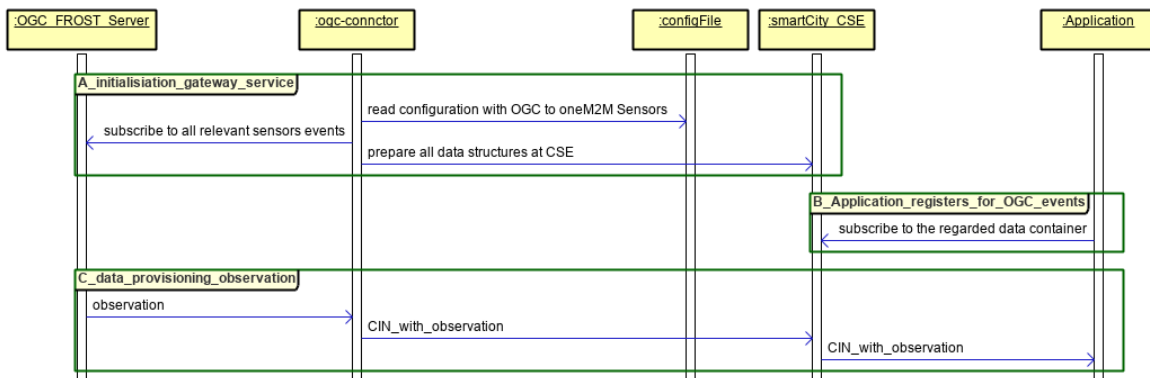 :OGC_FROST_Server
:ogc-connctor
:configFile
:smartCity_CSE
:Application
A_initialisiation_gateway_service
read configuration with OGC to oneM2M Sensors
subscribe to all relevant sensors events
prepare all data structures at CSE
B_Application_registers_for_OGC_events
subscribe to the regarded data container
C_data_provisioning_observation
observation
CIN_with_observation
CIN_with_observation